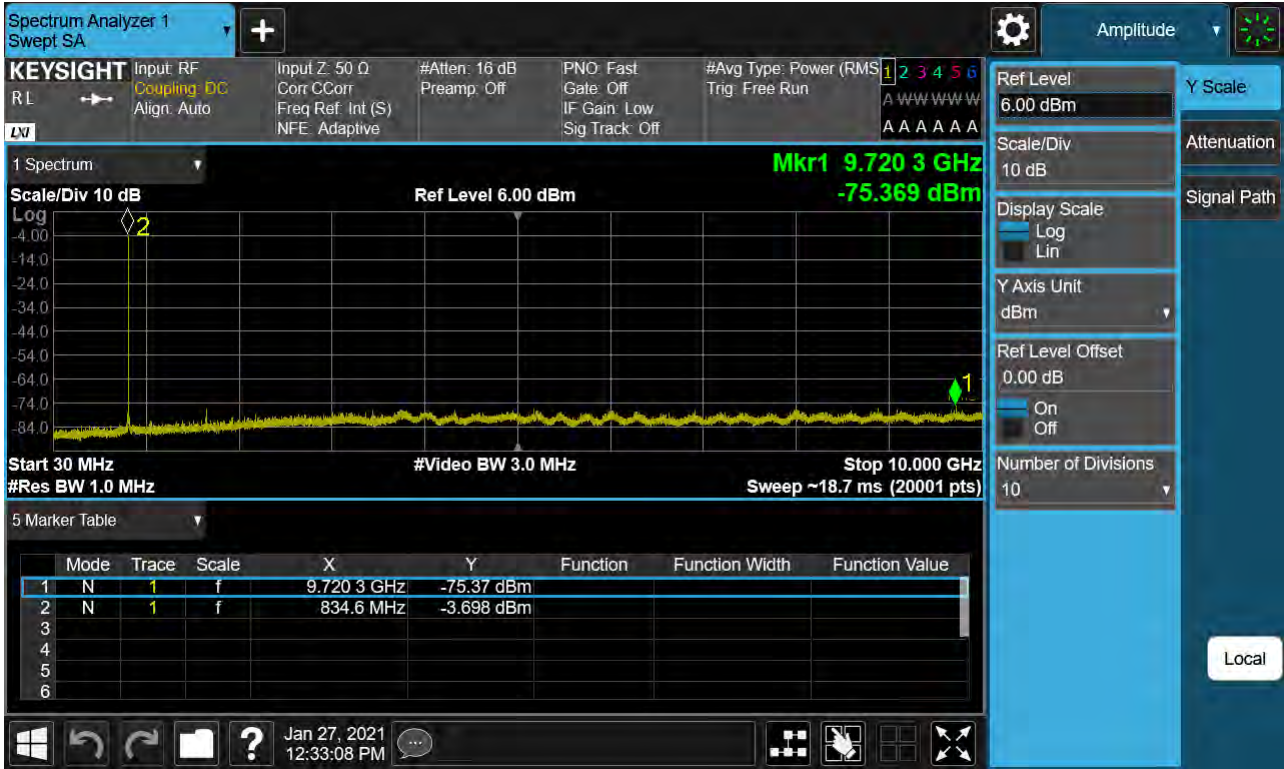 Spectrum Analyzer 1
Swept SA
+
Amplitude
KEYSIGHT
R L
LXI
Input: RF
Coupling: DC
Align: Auto
Input Z: 50 Ω
Corr CCorr
Freq Ref: Int (S)
NFE: Adaptive
#Atten: 16 dB
Preamp: Off
PNO: Fast
Gate: Off
IF Gain: Low
Sig Track: Off
#Avg Type: Power (RMS
Trig: Free Run
1 2 3 4 5 6
A W W W W W
A A A A A A
1 Spectrum
Mkr1 9.720 3 GHz
Scale/Div 10 dB
Ref Level 6.00 dBm
-75.369 dBm
Log
-4.00
-14.0
-24.0
-34.0
-44.0
-54.0
-64.0
-74.0
-84.0
2
1
Start 30 MHz
#Video BW 3.0 MHz
Stop 10.000 GHz
#Res BW 1.0 MHz
Sweep ~18.7 ms (20001 pts)
5 Marker Table
Mode Trace Scale X Y Function Function Width Function Value
1 N 1 f 9.720 3 GHz -75.37 dBm
2 N 1 f 834.6 MHz -3.698 dBm
3
4
5
6
?
Jan 27, 2021
12:33:08 PM
Ref Level
6.00 dBm
Scale/Div
10 dB
Display Scale
Log
Lin
Y Axis Unit
dBm
Ref Level Offset
0.00 dB
On
Off
Number of Divisions
10
Y Scale
Attenuation
Signal Path
Local